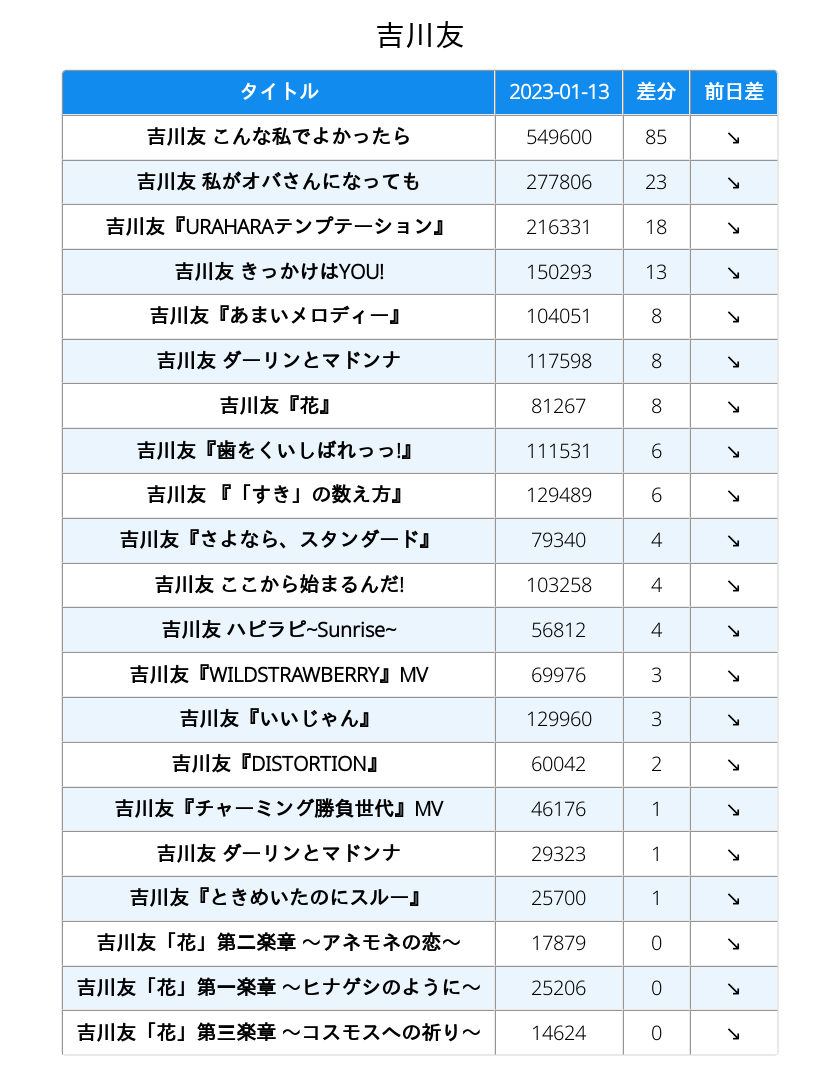 吉川友
タイトル 2023-01-13 差分 前日差
吉川友 こんな私でよかったら 549600 85 ↘
吉川友 私がオバさんになっても 277806 23 ↘
吉川友『URAHARAテンプテーション』 216331 18 ↘
吉川友 きっかけはYOU! 150293 13 ↘
吉川友『あまいメロディー』 104051 8 ↘
吉川友 ダーリンとマドンナ 117598 8 ↘
吉川友『花』 81267 8 ↘
吉川友『歯をくいしばれっっ!』 111531 6 ↘
吉川友 『「すき」の数え方』 129489 6 ↘
吉川友『さよなら、スタンダード』 79340 4 ↘
吉川友 ここから始まるんだ! 103258 4 ↘
吉川友 ハピラピ~Sunrise~ 56812 4 ↘
吉川友『WILDSTRAWBERRY』MV 69976 3 ↘
吉川友『いいじゃん』 129960 3 ↘
吉川友『DISTORTION』 60042 2 ↘
吉川友『チャーミング勝負世代』MV 46176 1 ↘
吉川友 ダーリンとマドンナ 29323 1 ↘
吉川友『ときめいたのにスルー』 25700 1 ↘
吉川友「花」第二楽章 〜アネモネの恋〜 17879 0 ↘
吉川友「花」第一楽章 〜ヒナゲシのように〜 25206 0 ↘
吉川友「花」第三楽章 〜コスモスへの祈り〜 14624 0 ↘